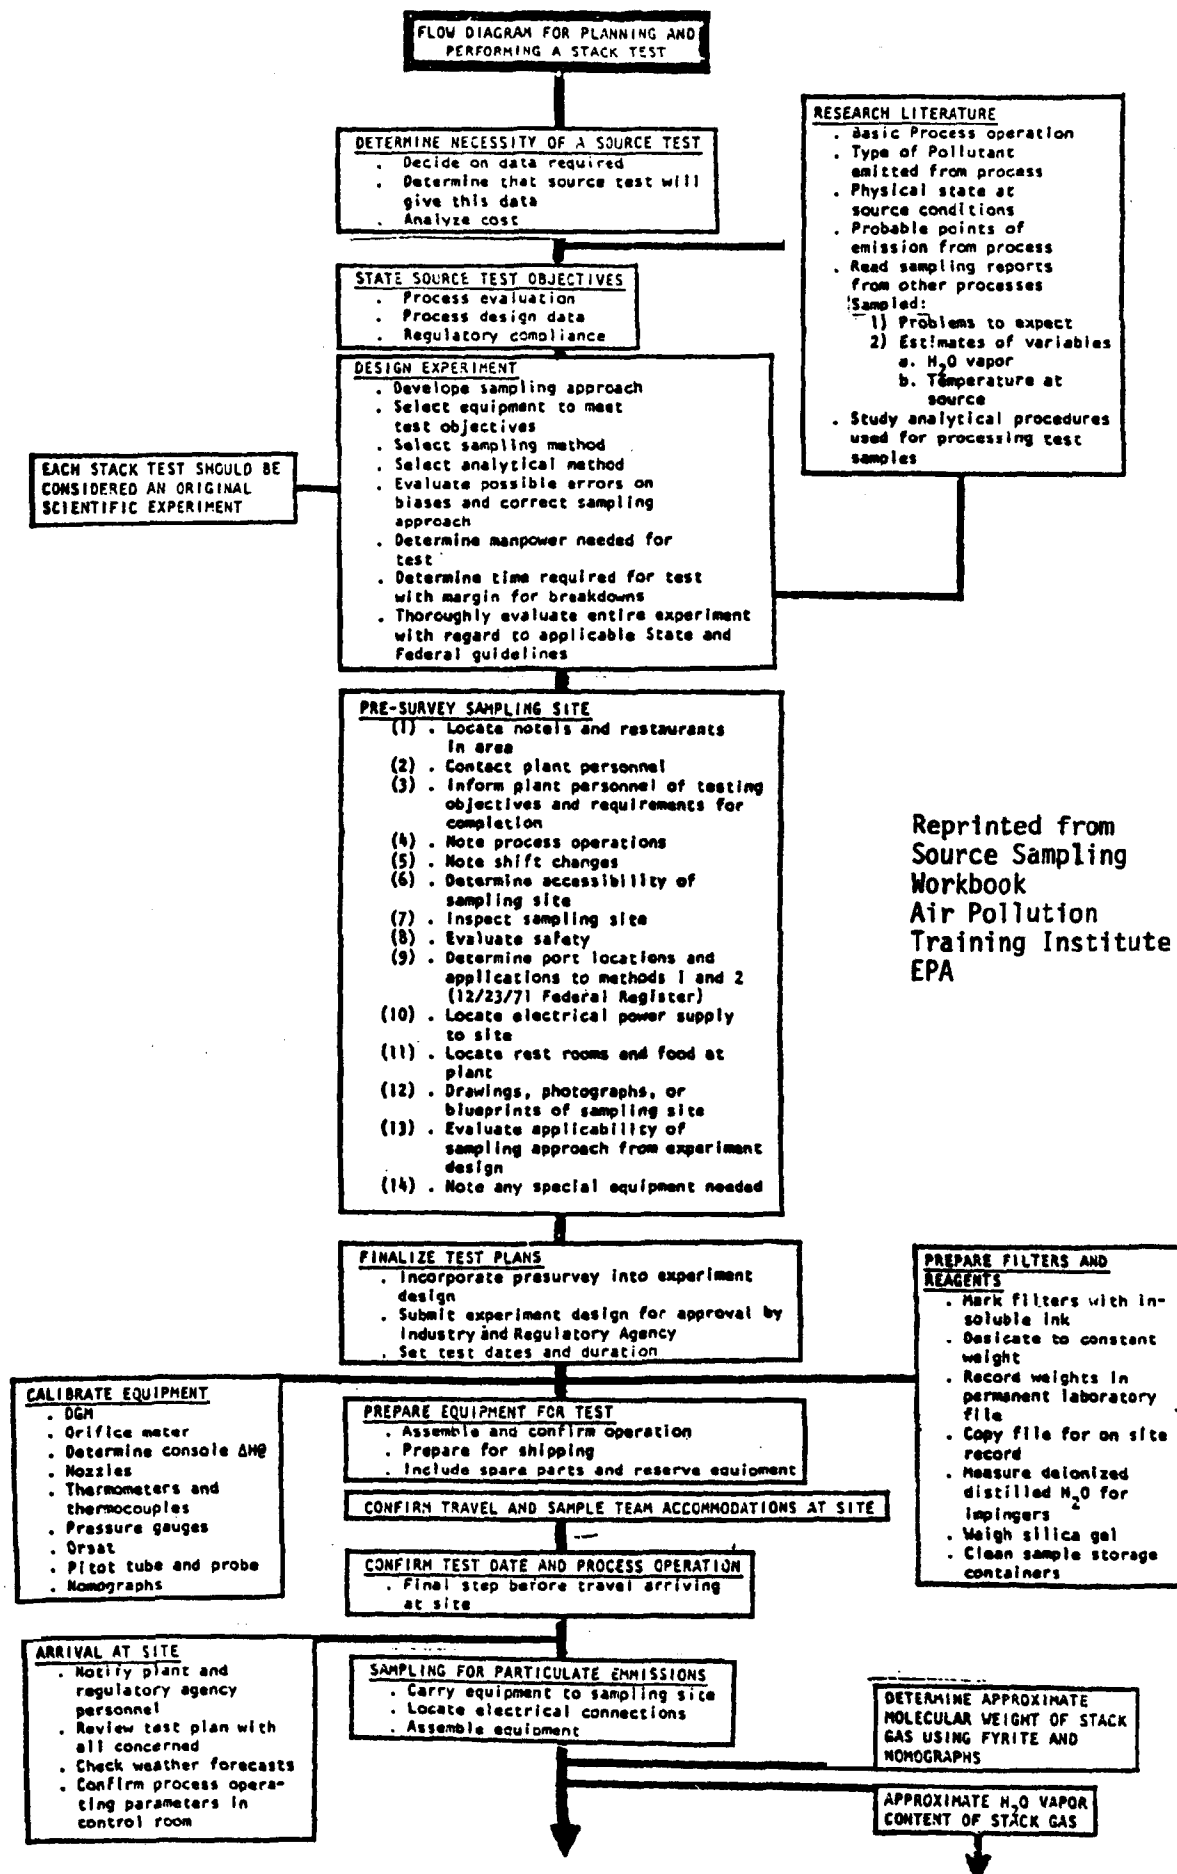 FLOW DIAGRAM FOR PLANNING AND
PERFORMING A STACK TEST
DETERMINE NECESSITY OF A SOURCE TEST
. Decide on data required
. Determine that source test will
give this data
. Analyze cost
RESEARCH LITERATURE
. Basic Process operation
. Type of Pollutant
emitted from process
. Physical state at
source conditions
. Probable points of
emission from process
. Read sampling reports
from other processes
Sampled:
1) Problems to expect
2) Estimates of variables
a. H2O vapor
b. Temperature at
source
. Study analytical procedures
used for processing test
samples
STATE SOURCE TEST OBJECTIVES
. Process evaluation
. Process design data
. Regulatory compliance
DESIGN EXPERIMENT
. Develope sampling approach
. Select equipment to meet
test objectives
. Select sampling method
. Select analytical method
. Evaluate possible errors on
biases and correct sampling
approach
. Determine manpower needed for
test
. Determine time required for test
with margin for breakdowns
. Thoroughly evaluate entire experiment
with regard to applicable State and
Federal guidelines
EACH STACK TEST SHOULD BE
CONSIDERED AN ORIGINAL
SCIENTIFIC EXPERIMENT
PRE-SURVEY SAMPLING SITE
(1) . Locate hotels and restaurants
in area
(2) . Contact plant personnel
(3) . Inform plant personnel of testing
objectives and requirements for
completion
(4) . Note process operations
(5) . Note shift changes
(6) . Determine accessibility of
sampling site
(7) . Inspect sampling site
(8) . Evaluate safety
(9) . Determine port locations and
applications to methods 1 and 2
(12/23/71 Federal Register)
(10) . Locate electrical power supply
to site
(11) . Locate rest rooms and food at
plant
(12) . Drawings, photographs, or
blueprints of sampling site
(13) . Evaluate applicability of
sampling approach from experiment
design
(14) . Note any special equipment needed
Reprinted from
Source Sampling
Workbook
Air Pollution
Training Institute
EPA
FINALIZE TEST PLANS
. Incorporate presurvey into experiment
design
. Submit experiment design for approval by
Industry and Regulatory Agency
. Set test dates and duration
CALIBRATE EQUIPMENT
. DGM
. Orifice meter
. Determine console ΔH@
. Nozzles
. Thermometers and
thermocouples
. Pressure gauges
. Orsat
. Pitot tube and probe
. Nomographs
PREPARE EQUIPMENT FOR TEST
. Assemble and confirm operation
. Prepare for shipping
. Include spare parts and reserve equipment
PREPARE FILTERS AND
REAGENTS
. Mark filters with in-
soluble ink
. Desicate to constant
weight
. Record weights in
permanent laboratory
file
. Copy file for on site
record
. Measure deionized
distilled H2O for
impingers
. Weigh silica gel
. Clean sample storage
containers
CONFIRM TRAVEL AND SAMPLE TEAM ACCOMMODATIONS AT SITE
CONFIRM TEST DATE AND PROCESS OPERATION
. Final step before travel arriving
at site
ARRIVAL AT SITE
. Notify plant and
regulatory agency
personnel
. Review test plan with
all concerned
. Check weather forecasts
. Confirm process opera-
ting parameters in
control room
SAMPLING FOR PARTICULATE EMMISSIONS
. Carry equipment to sampling site
. Locate electrical connections
. Assemble equipment
DETERMINE APPROXIMATE
MOLECULAR WEIGHT OF STACK
GAS USING FYRITE AND
NOMOGRAPHS
APPROXIMATE H2O VAPOR
CONTENT OF STACK GAS